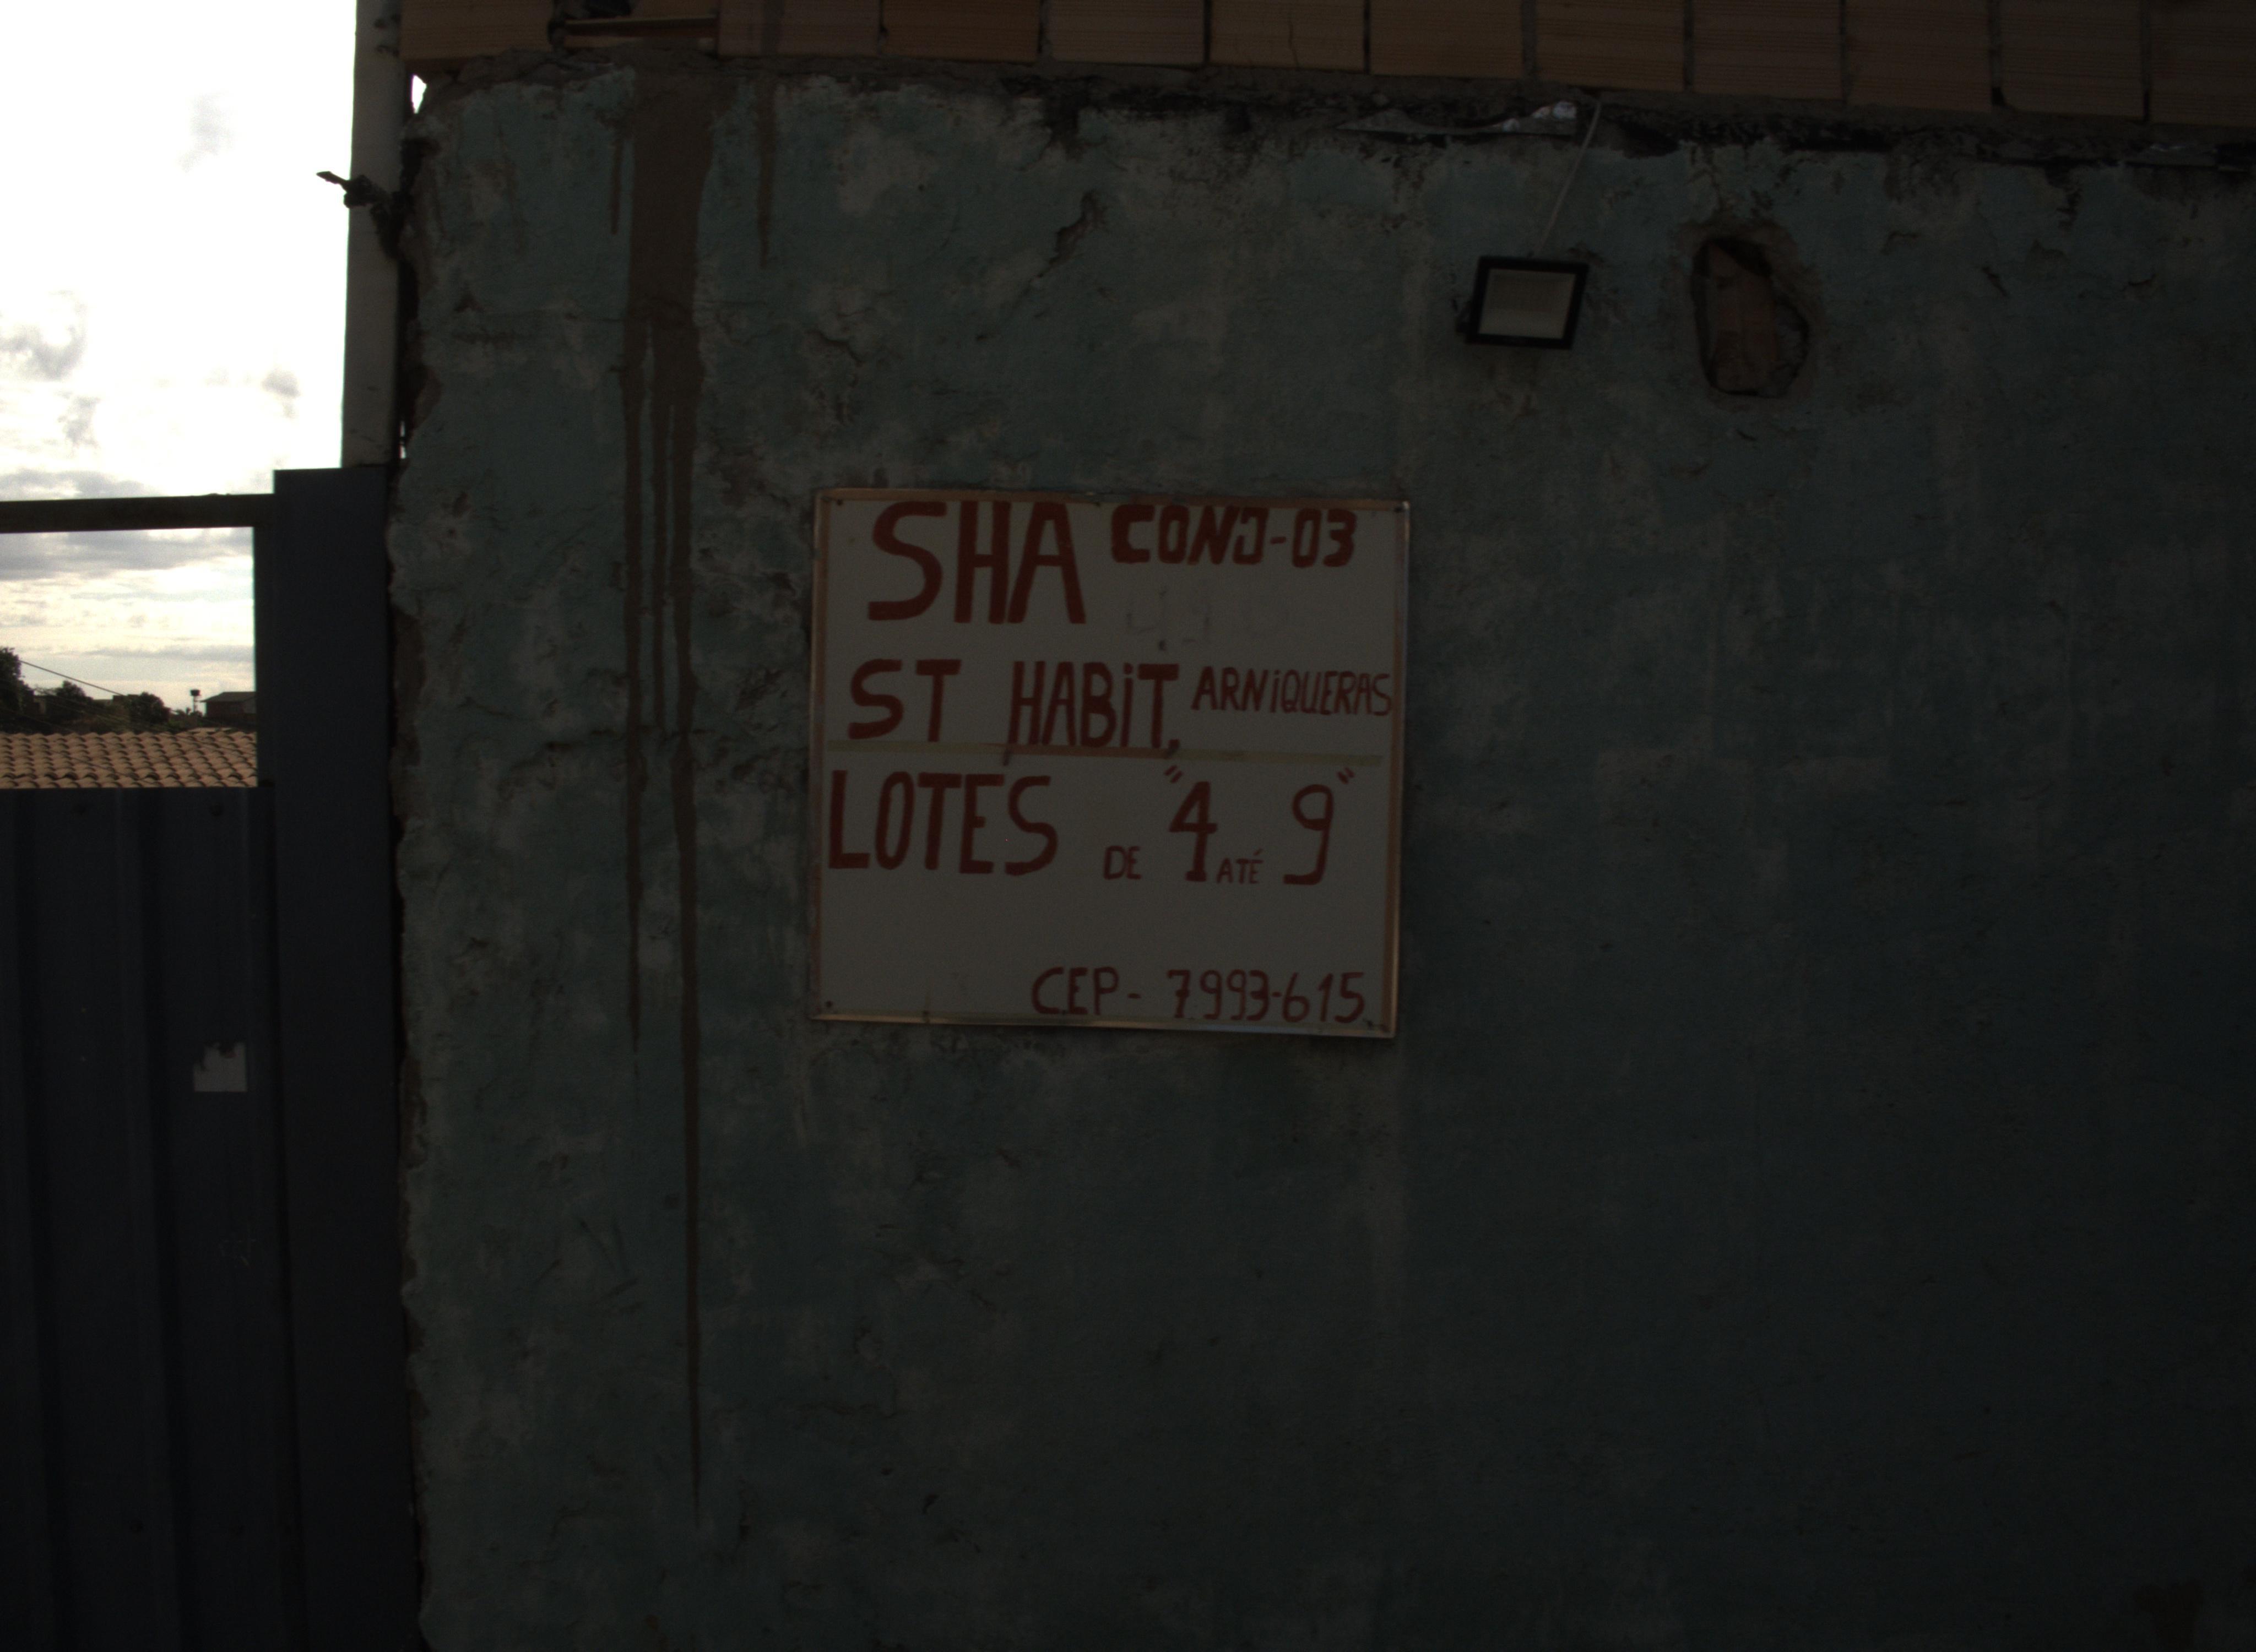 SHA CONJ-03
ST HABIT. ARNIQUERAS
LOTES DE "4 ATÉ 9"
CEP - 7993-615